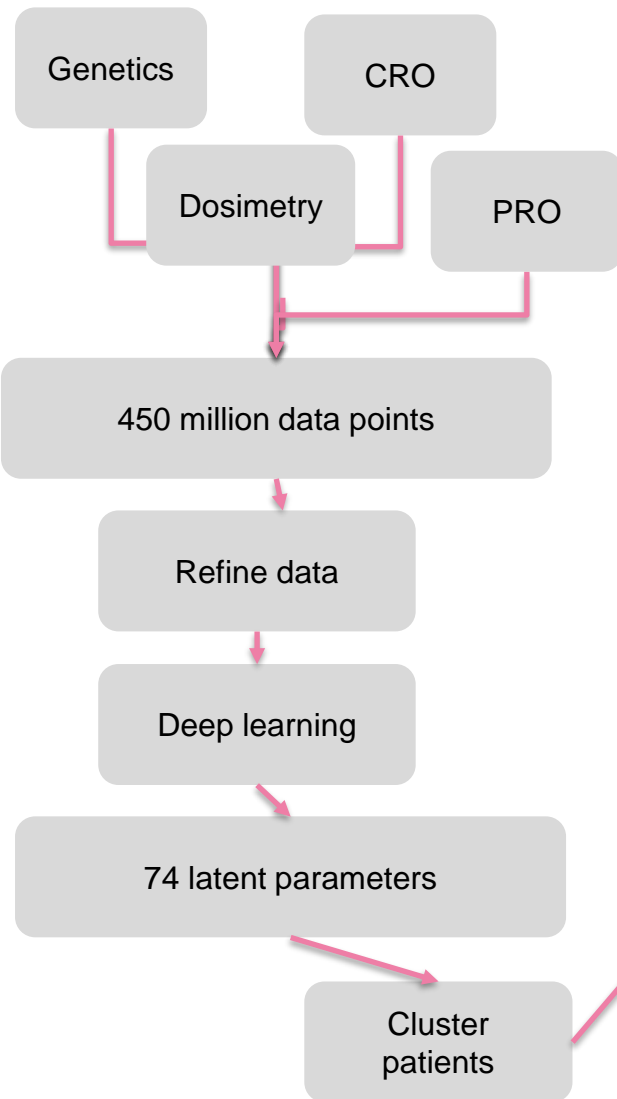 Genetics
CRO
Dosimetry
PRO
450 million data points
Refine data
Deep learning
74 latent parameters
Cluster
patients